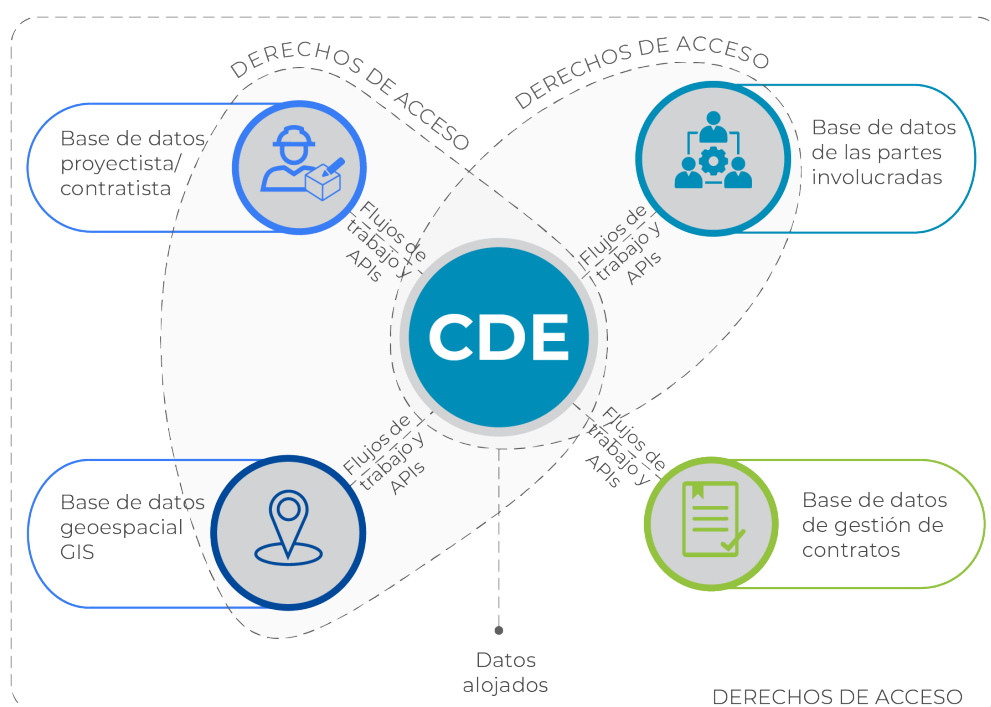 DERECHOS DE ACCESO
DERECHOS DE ACCESO
Base de datos
proyectista/
contratista
Base de datos
de las partes
involucradas
Flujos de
trabajo y
APIs
Flujos de
trabajo y
APIs
CDE
Flujos de
trabajo y
APIs
Flujos de
trabajo y
APIs
Base de datos
geoespacial
GIS
Base de datos
de gestión de
contratos
Datos
alojados
DERECHOS DE ACCESO